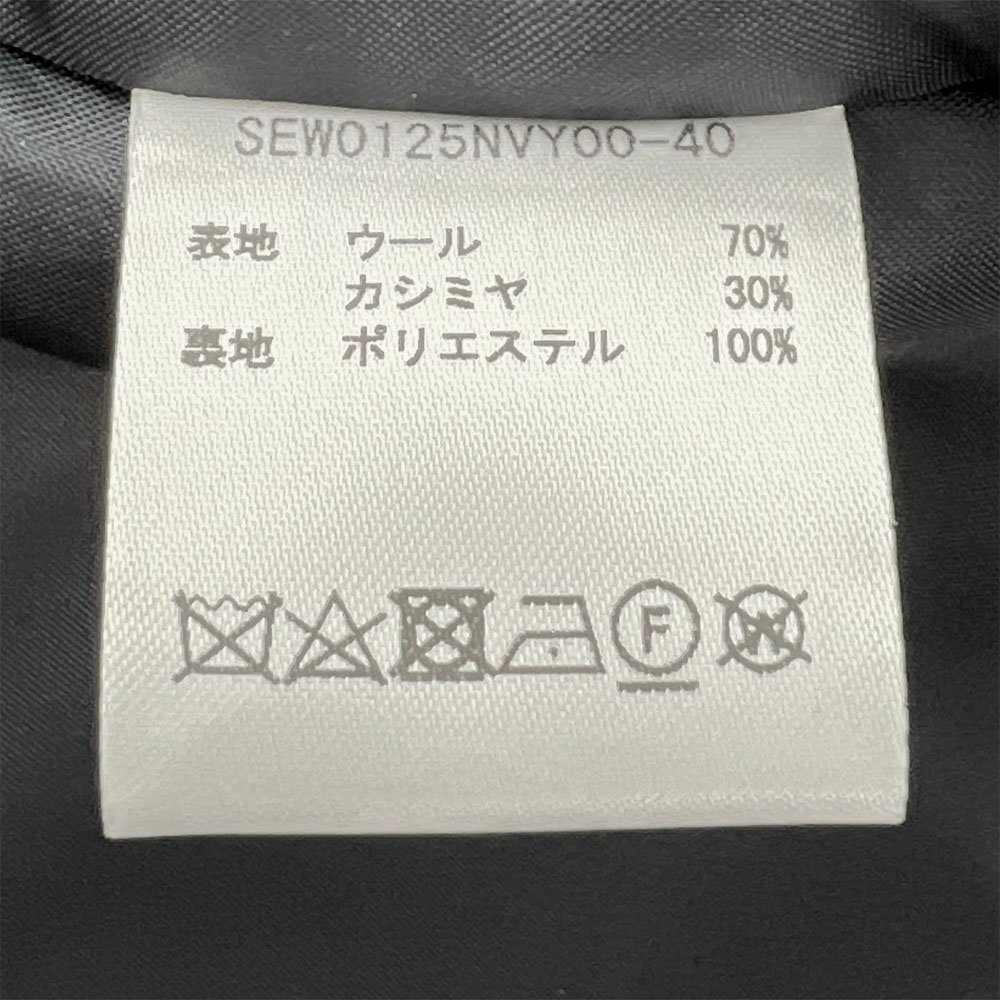 SEW0125NVY00-40
表地 ウール 70%
カシミヤ 30%
裏地 ポリエステル 100%
F W